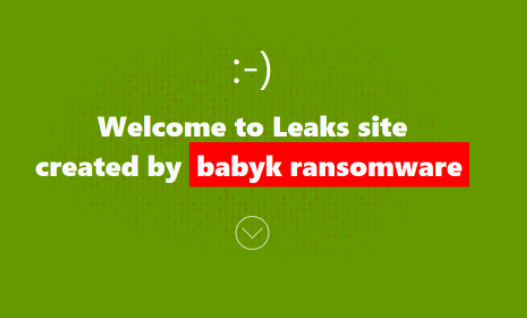 :-)
Welcome to Leaks site
created by babyk ransomware